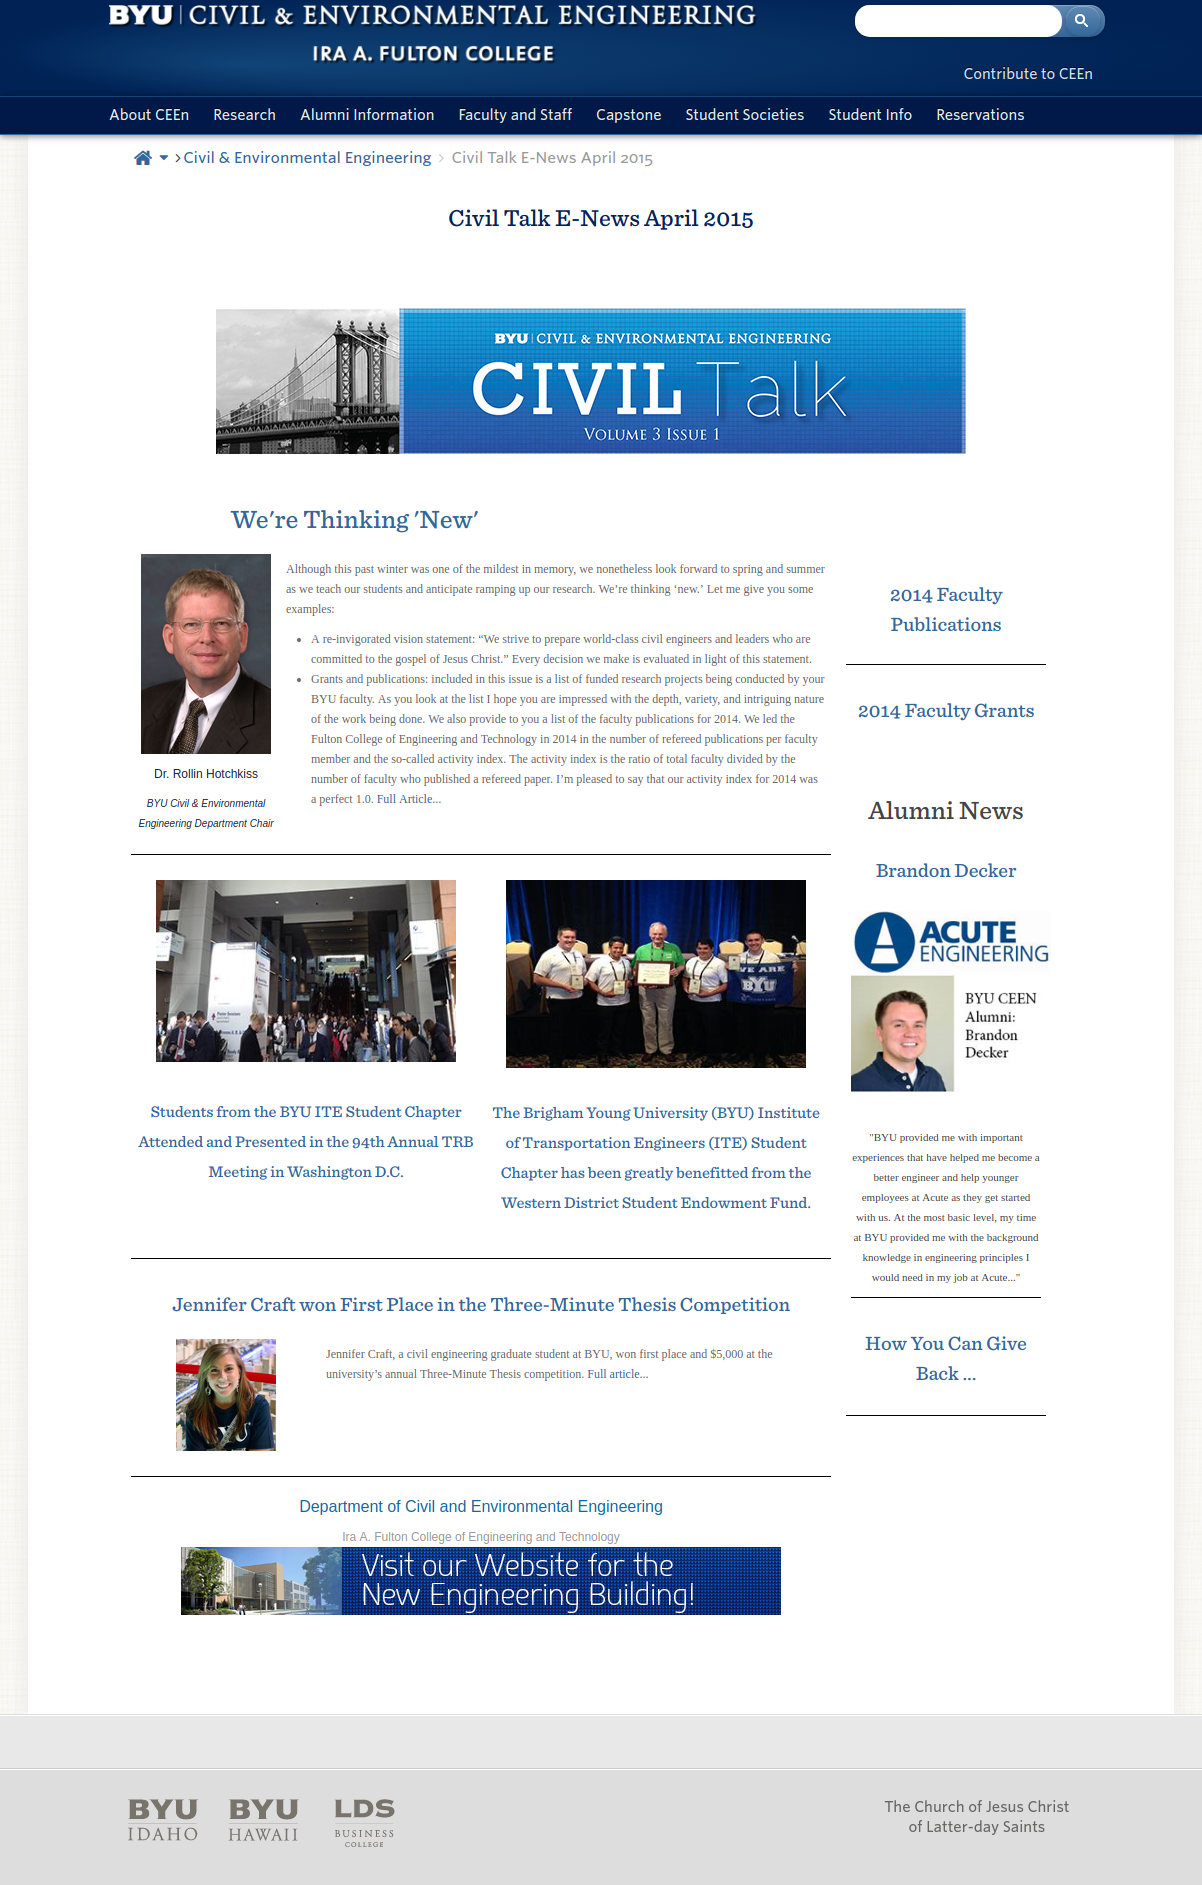 BYU | CIVIL & ENVIRONMENTAL ENGINEERING
IRA A. FULTON COLLEGE
Contribute to CEEn
About CEEn Research Alumni Information Faculty and Staff Capstone Student Societies Student Info Reservations
Civil & Environmental Engineering Civil Talk E-News April 2015
Civil Talk E-News April 2015
BYU | CIVIL & ENVIRONMENTAL ENGINEERING
CIVIL Talk
VOLUME 3 ISSUE 1
We're Thinking 'New'
Although this past winter was one of the mildest in memory, we nonetheless look forward to spring and summer
as we teach our students and anticipate ramping up our research. We’re thinking ‘new.’ Let me give you some
examples:
• A re-invigorated vision statement: “We strive to prepare world-class civil engineers and leaders who are
committed to the gospel of Jesus Christ.” Every decision we make is evaluated in light of this statement.
• Grants and publications: included in this issue is a list of funded research projects being conducted by your
BYU faculty. As you look at the list I hope you are impressed with the depth, variety, and intriguing nature
of the work being done. We also provide to you a list of the faculty publications for 2014. We led the
Fulton College of Engineering and Technology in 2014 in the number of refereed publications per faculty
member and the so-called activity index. The activity index is the ratio of total faculty divided by the
number of faculty who published a refereed paper. I’m pleased to say that our activity index for 2014 was
a perfect 1.0. Full Article...
Dr. Rollin Hotchkiss
BYU Civil & Environmental
Engineering Department Chair
WE ARE
BYU
Students from the BYU ITE Student Chapter
Attended and Presented in the 94th Annual TRB
Meeting in Washington D.C.
The Brigham Young University (BYU) Institute
of Transportation Engineers (ITE) Student
Chapter has been greatly benefitted from the
Western District Student Endowment Fund.
Jennifer Craft won First Place in the Three-Minute Thesis Competition
Jennifer Craft, a civil engineering graduate student at BYU, won first place and $5,000 at the
university’s annual Three-Minute Thesis competition. Full article...
Department of Civil and Environmental Engineering
Ira A. Fulton College of Engineering and Technology
Visit our Website for the
New Engineering Building!
2014 Faculty
Publications
2014 Faculty Grants
Alumni News
Brandon Decker
ACUTE
ENGINEERING
BYU CEEN
Alumni:
Brandon
Decker
"BYU provided me with important
experiences that have helped me become a
better engineer and help younger
employees at Acute as they get started
with us. At the most basic level, my time
at BYU provided me with the background
knowledge in engineering principles I
would need in my job at Acute..."
How You Can Give
Back ...
BYU
IDAHO
BYU
HAWAII
LDS
BUSINESS
COLLEGE
The Church of Jesus Christ
of Latter-day Saints